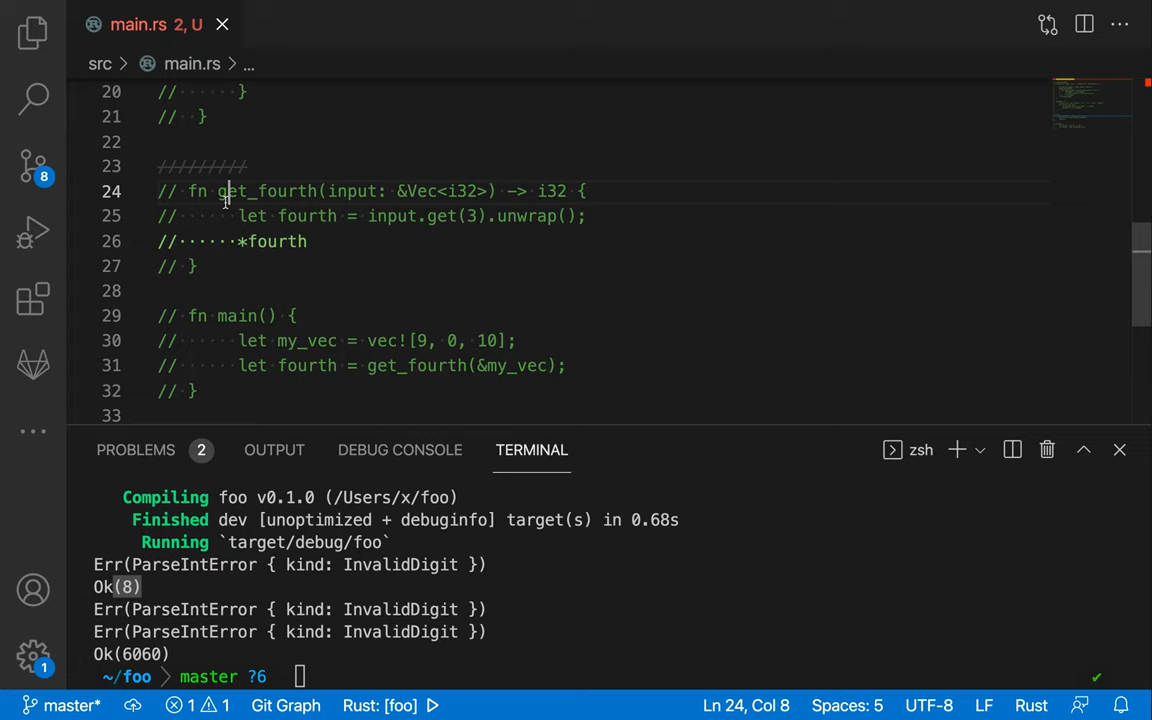 main.rs 2, U
src > main.rs > ...
20 // ······ }
21 // ·· }
22
23 /////////
24 // fn get_fourth(input: &Vec<i32>) -> i32 {
25 // ······ let fourth = input.get(3).unwrap();
26 // ······ *fourth
27 // }
28
29 // fn main() {
30 // ······ let my_vec = vec![9, 0, 10];
31 // ······ let fourth = get_fourth(&my_vec);
32 // }
33
8
PROBLEMS 2 OUTPUT DEBUG CONSOLE TERMINAL zsh
Compiling foo v0.1.0 (/Users/x/foo)
Finished dev [unoptimized + debuginfo] target(s) in 0.68s
Running `target/debug/foo`
Err(ParseIntError { kind: InvalidDigit })
Ok(8)
Err(ParseIntError { kind: InvalidDigit })
Err(ParseIntError { kind: InvalidDigit })
Ok(6060)
~/foo > master ?6
1
master* 1 1 Git Graph Rust: [foo] Ln 24, Col 8 Spaces: 5 UTF-8 LF Rust